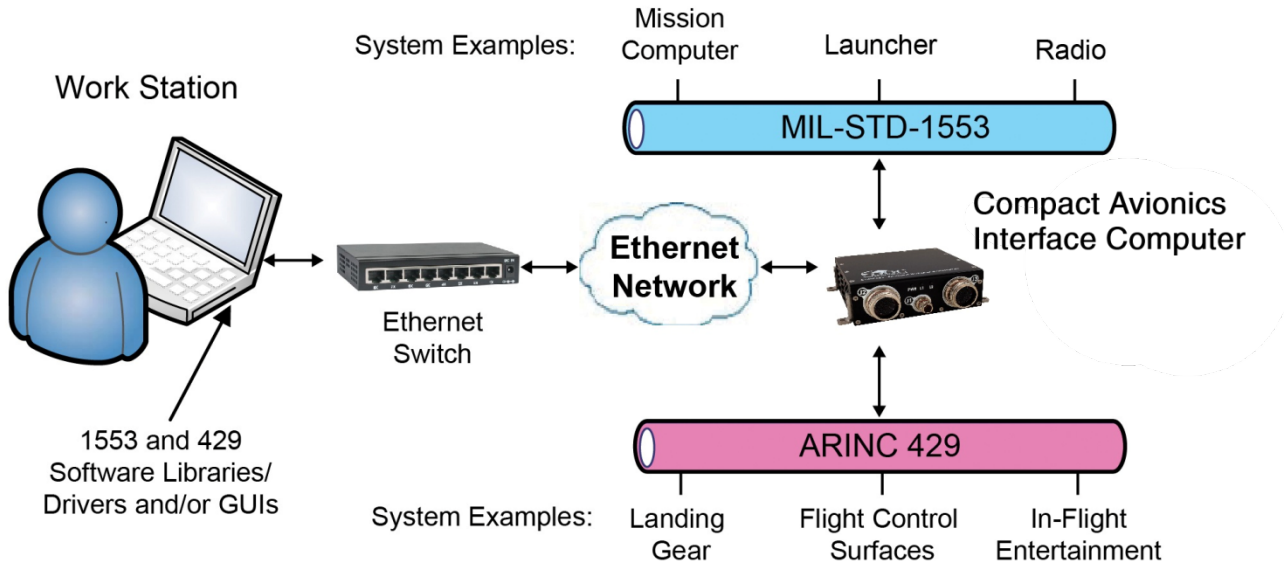 System Examples:
Mission
Computer
Launcher
Radio
Work Station
MIL-STD-1553
Compact Avionics
Interface Computer
Ethernet
Network
Ethernet
Switch
1553 and 429
Software Libraries/
Drivers and/or GUIs
ARINC 429
System Examples:
Landing
Gear
Flight Control
Surfaces
In-Flight
Entertainment